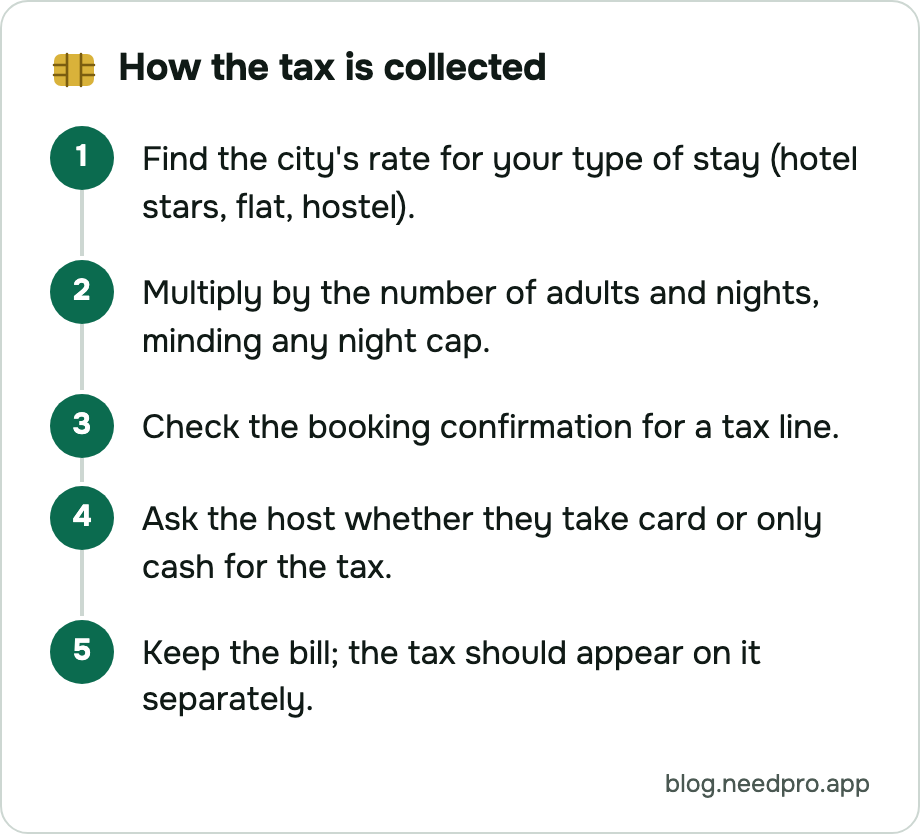 How the tax is collected
1
Find the city's rate for your type of stay (hotel
stars, flat, hostel).
2
Multiply by the number of adults and nights,
minding any night cap.
3
Check the booking confirmation for a tax line.
4
Ask the host whether they take card or only
cash for the tax.
5
Keep the bill; the tax should appear on it
separately.
blog.needpro.app